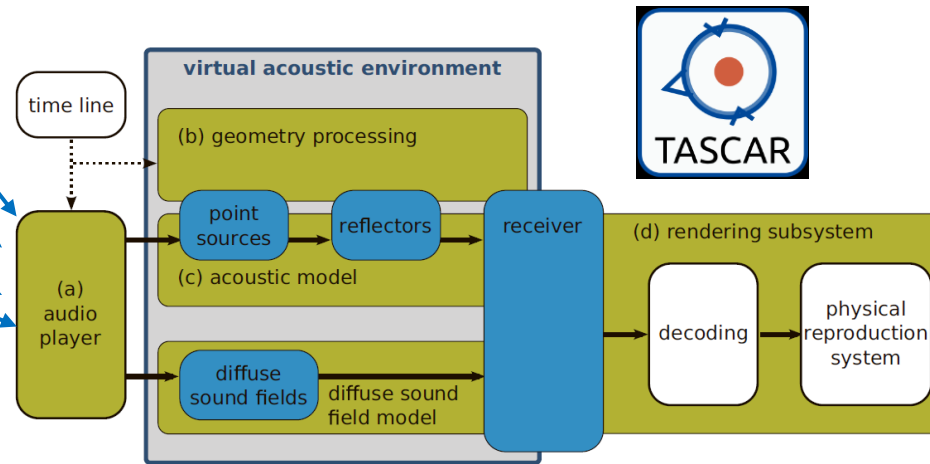 virtual acoustic environment
time line
(b) geometry processing
TASCAR
point
sources
reflectors
receiver
(d) rendering subsystem
(c) acoustic model
(a)
audio
player
decoding
physical
reproduction
system
diffuse
sound fields
diffuse sound
field model